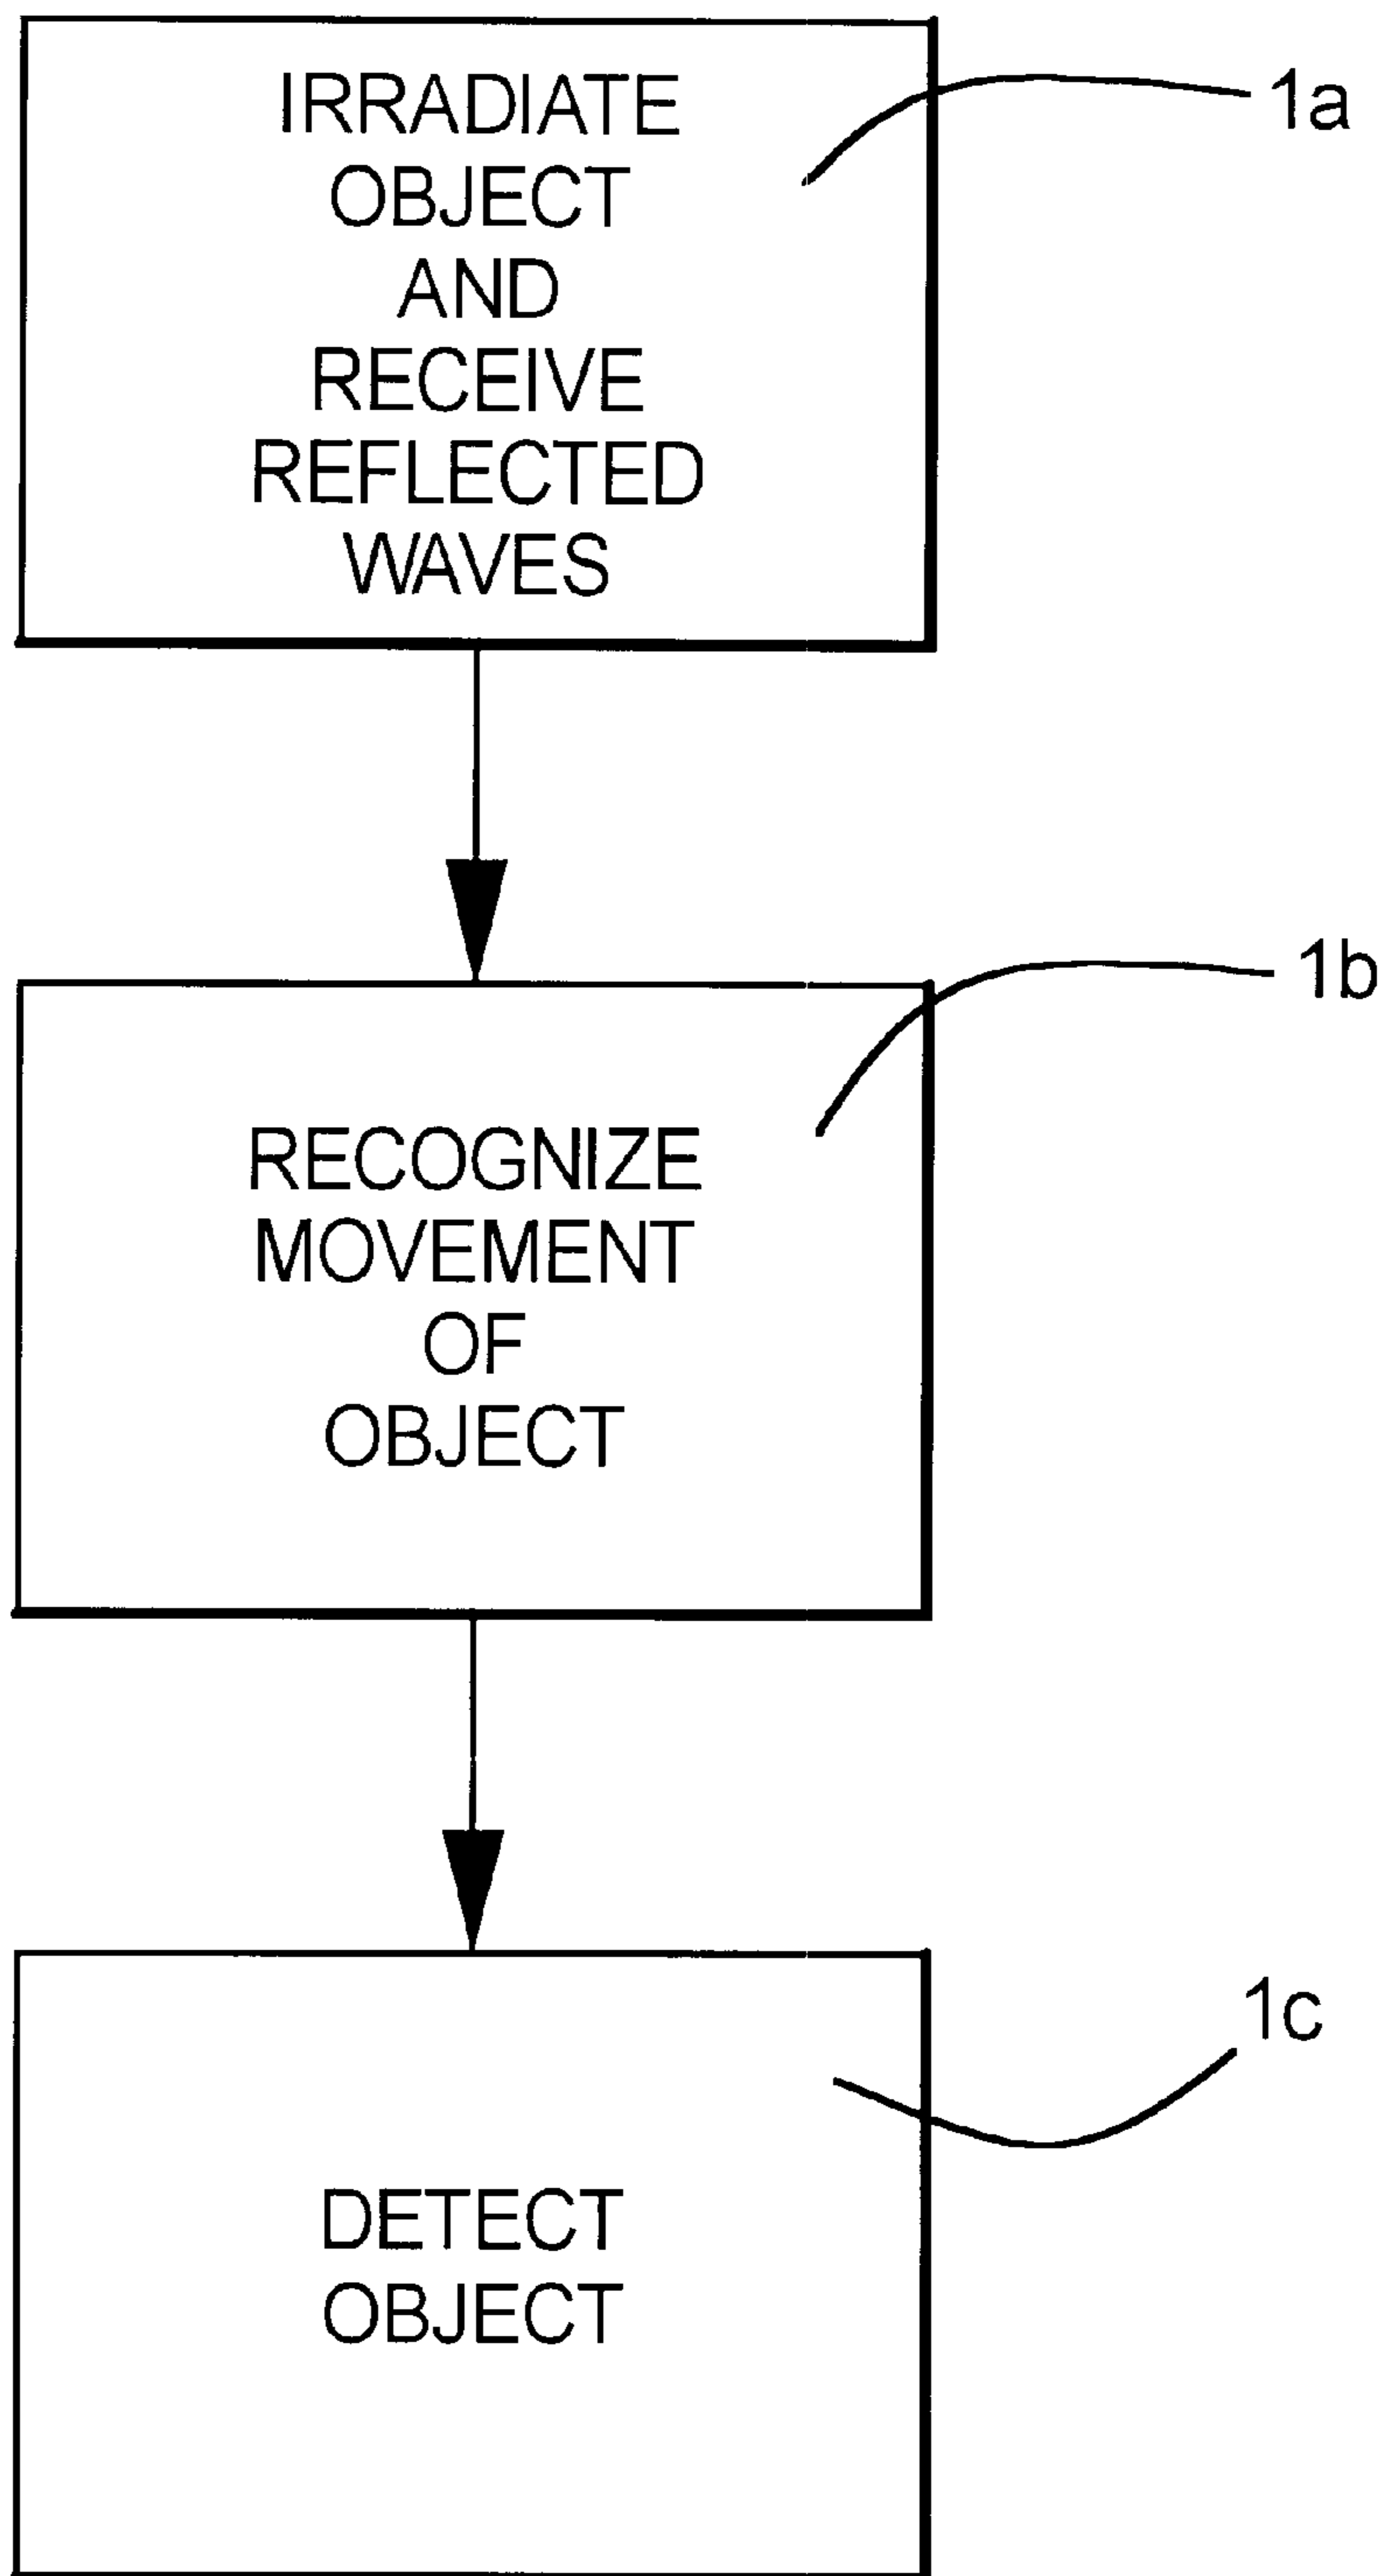 IRRADIATE
OBJECT
AND
RECEIVE
REFLECTED
WAVES
1a
RECOGNIZE
MOVEMENT
OF
OBJECT
1b
DETECT
OBJECT
1c